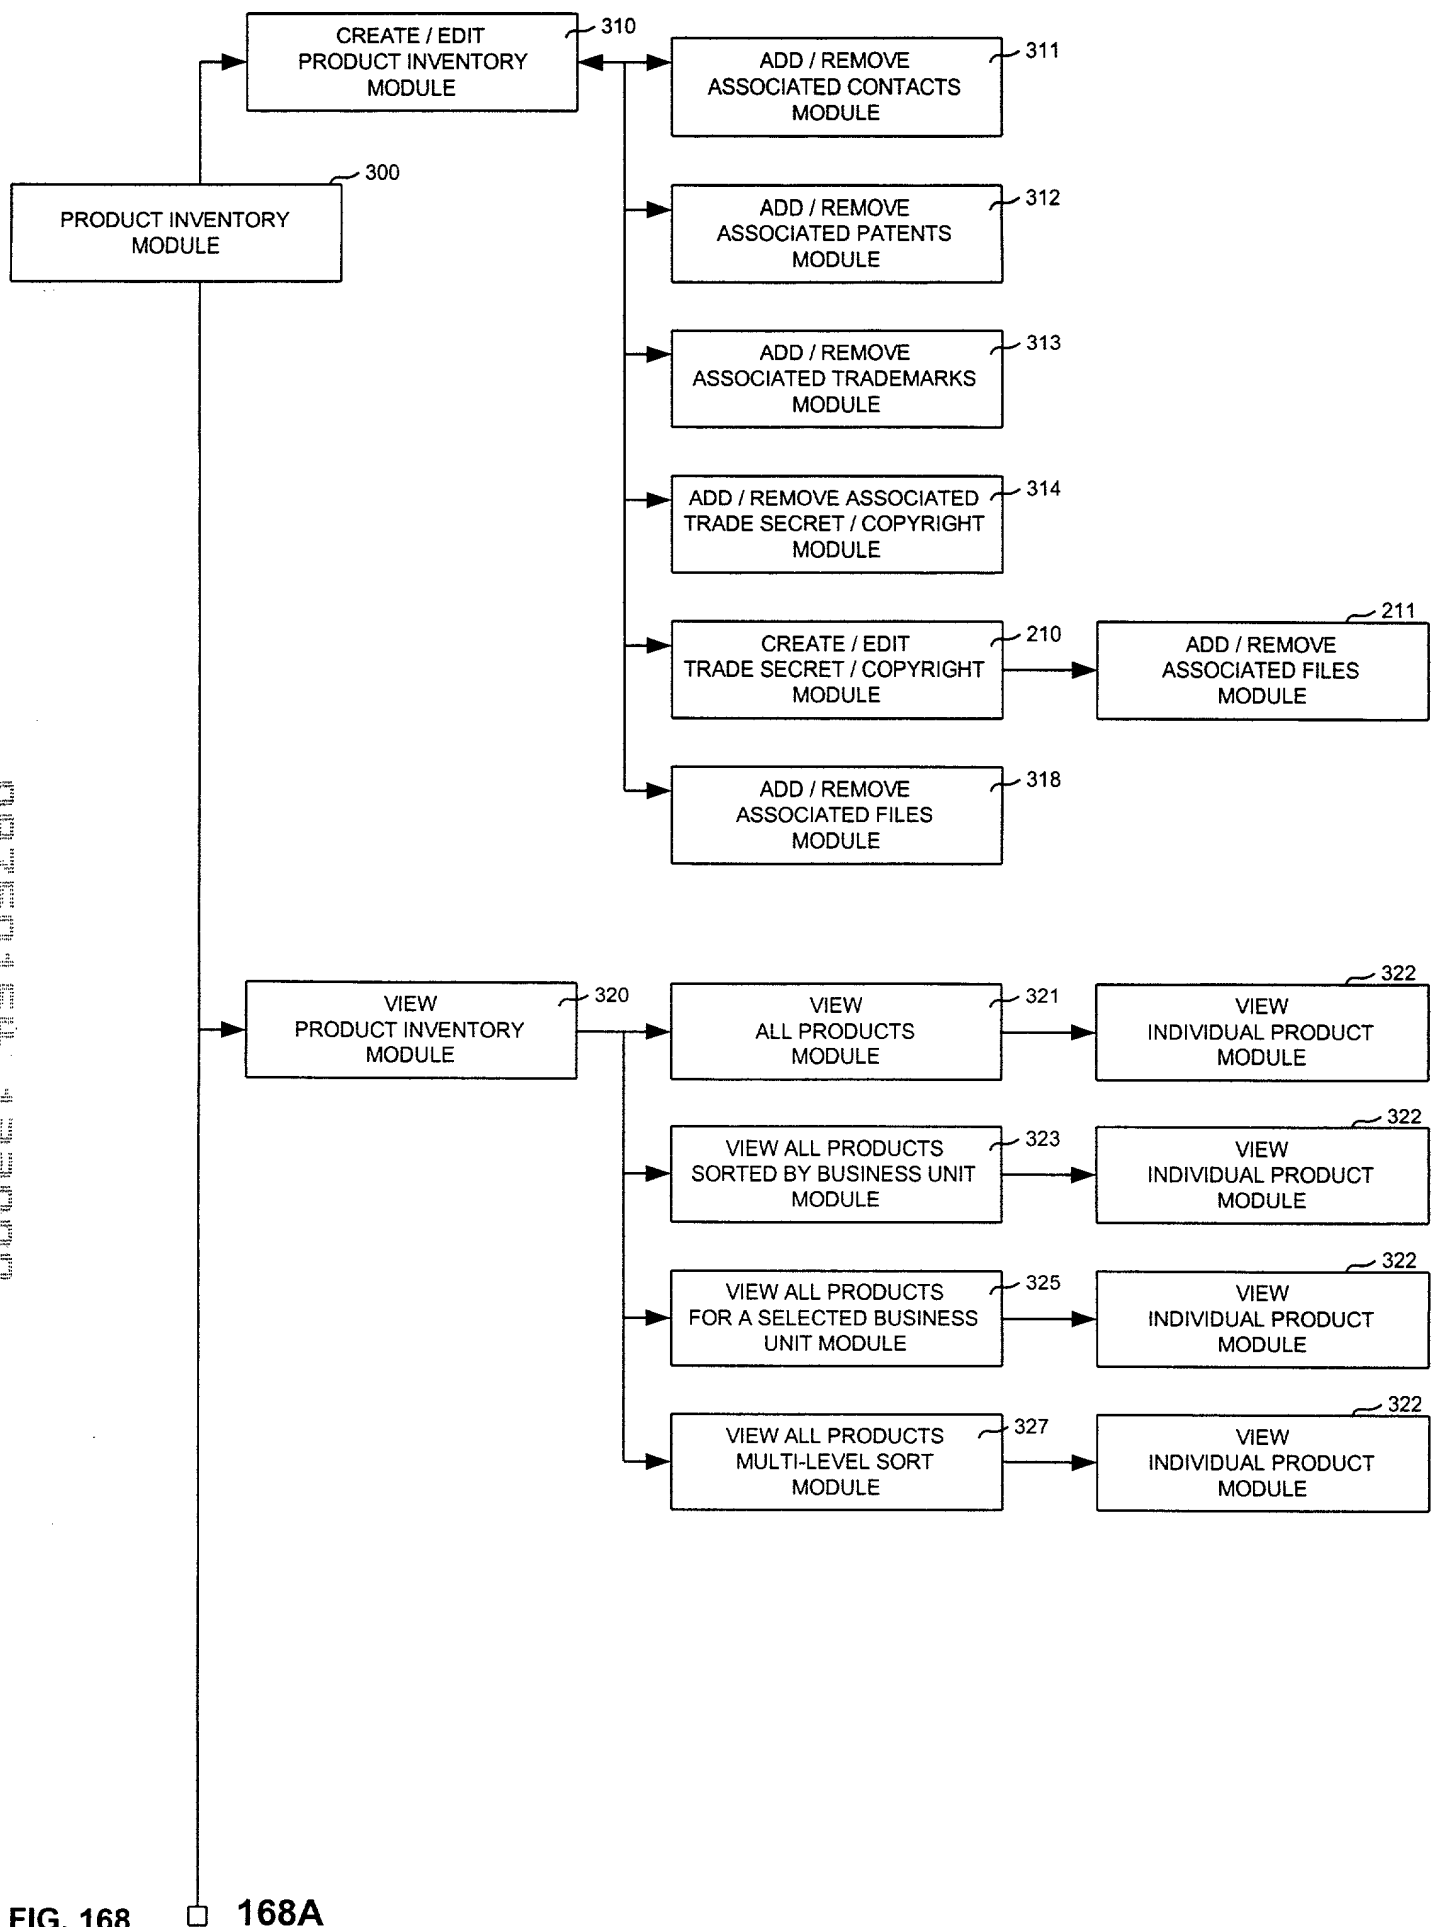 CREATE / EDIT
PRODUCT INVENTORY
MODULE
310
ADD / REMOVE
ASSOCIATED CONTACTS
MODULE
311
PRODUCT INVENTORY
MODULE
300
ADD / REMOVE
ASSOCIATED PATENTS
MODULE
312
ADD / REMOVE
ASSOCIATED TRADEMARKS
MODULE
313
ADD / REMOVE ASSOCIATED
TRADE SECRET / COPYRIGHT
MODULE
314
CREATE / EDIT
TRADE SECRET / COPYRIGHT
MODULE
210
ADD / REMOVE
ASSOCIATED FILES
MODULE
211
ADD / REMOVE
ASSOCIATED FILES
MODULE
318
VIEW
PRODUCT INVENTORY
MODULE
320
VIEW
ALL PRODUCTS
MODULE
321
VIEW
INDIVIDUAL PRODUCT
MODULE
322
VIEW ALL PRODUCTS
SORTED BY BUSINESS UNIT
MODULE
323
VIEW
INDIVIDUAL PRODUCT
MODULE
322
VIEW ALL PRODUCTS
FOR A SELECTED BUSINESS
UNIT MODULE
325
VIEW
INDIVIDUAL PRODUCT
MODULE
322
VIEW ALL PRODUCTS
MULTI-LEVEL SORT
MODULE
327
VIEW
INDIVIDUAL PRODUCT
MODULE
322
FIG. 168
168A